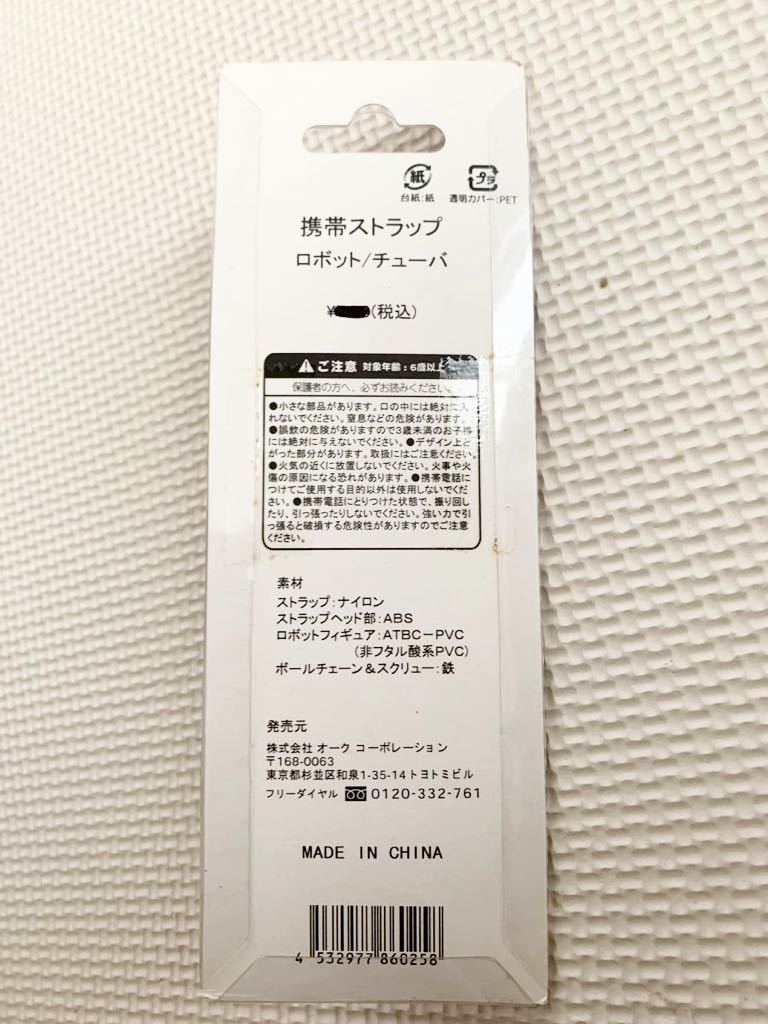 紙 プラ
台紙:紙 透明カバー:PET
携帯ストラップ
ロボット/チューバ
¥ (税込)
ご注意 対象年齢:6歳以上
保護者の方へ、必ずお読みください。
●小さな部品があります。口の中には絶対に入
れないでください。窒息などの危険があります。
●誤飲の危険がありますので3歳未満のお子様
には絶対に与えないでください。●デザイン上と
がった部分があります。取扱にはご注意ください。
●火気の近くに放置しないでください。火事や火
傷の原因になる恐れがあります。●携帯電話に
つけてご使用する目的以外は使用しないでくだ
さい。●携帯電話にとりつけた状態で、振り回し
たり、引っ張ったりしないでください。強い力で引
っ張ると破損する危険性がありますのでご注意
ください。
素材
ストラップ:ナイロン
ストラップヘッド部:ABS
ロボットフィギュア:ATBC-PVC
(非フタル酸系PVC)
ボールチェーン&スクリュー:鉄
発売元
株式会社 オーク コーポレーション
〒168-0063
東京都杉並区和泉1-35-14トヨトミビル
フリーダイヤル 0120-332-761
MADE IN CHINA
4 532977 860258